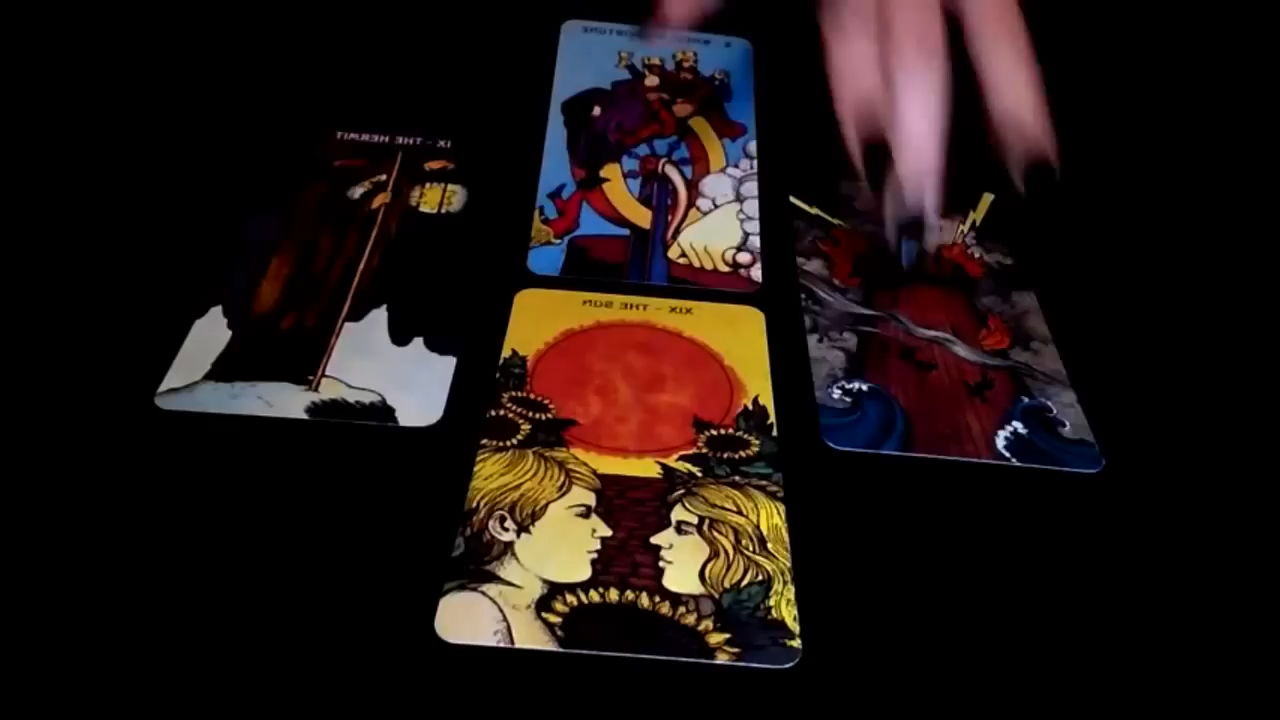 IX - THE HERMIT
XIX - THE SUN